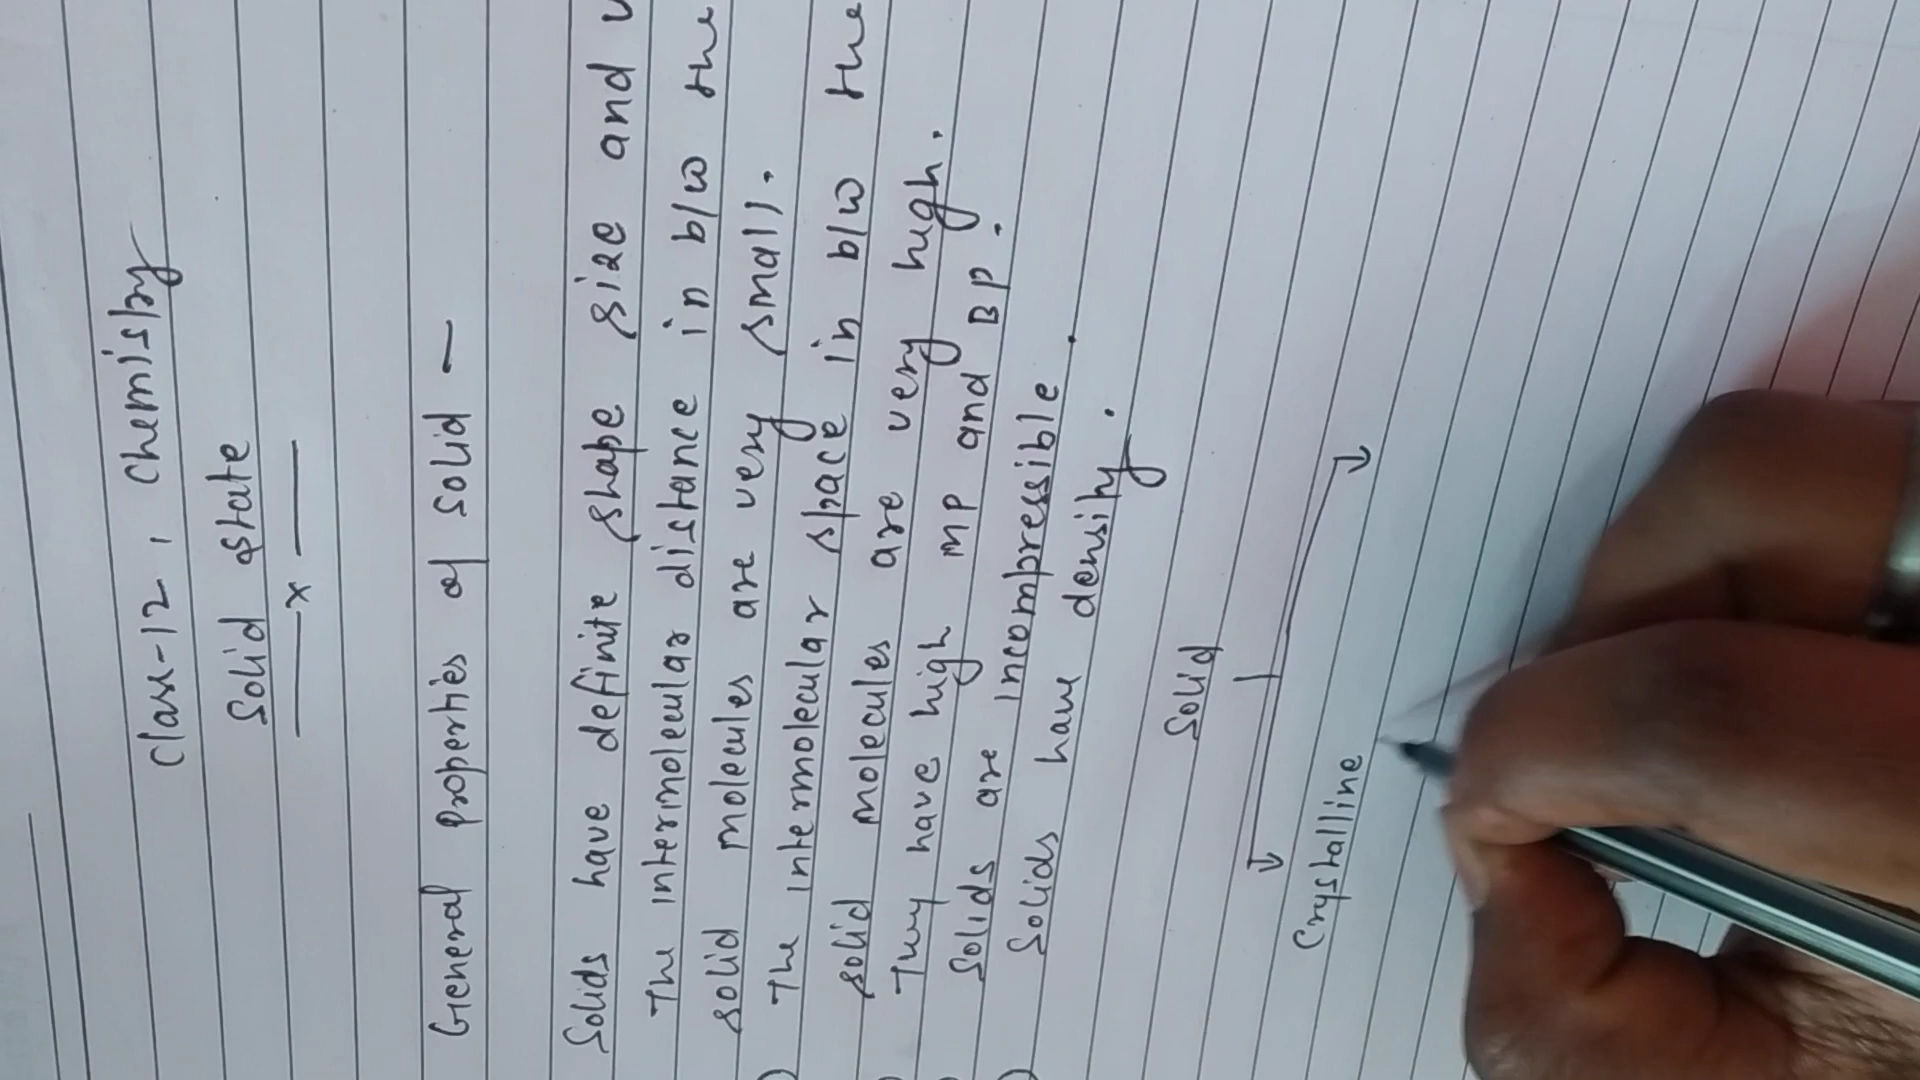 Class-12, Chemistry
Solid State
x
General properties of solid -
Solids have definite shape size and
The intermolecular distance in b/w the
solid molecules are very small.
The intermolecular space in b/w the
solid molecules are very high.
They have high MP and BP.
Solids are incompressible.
Solids have density.
Solid
Crystalline